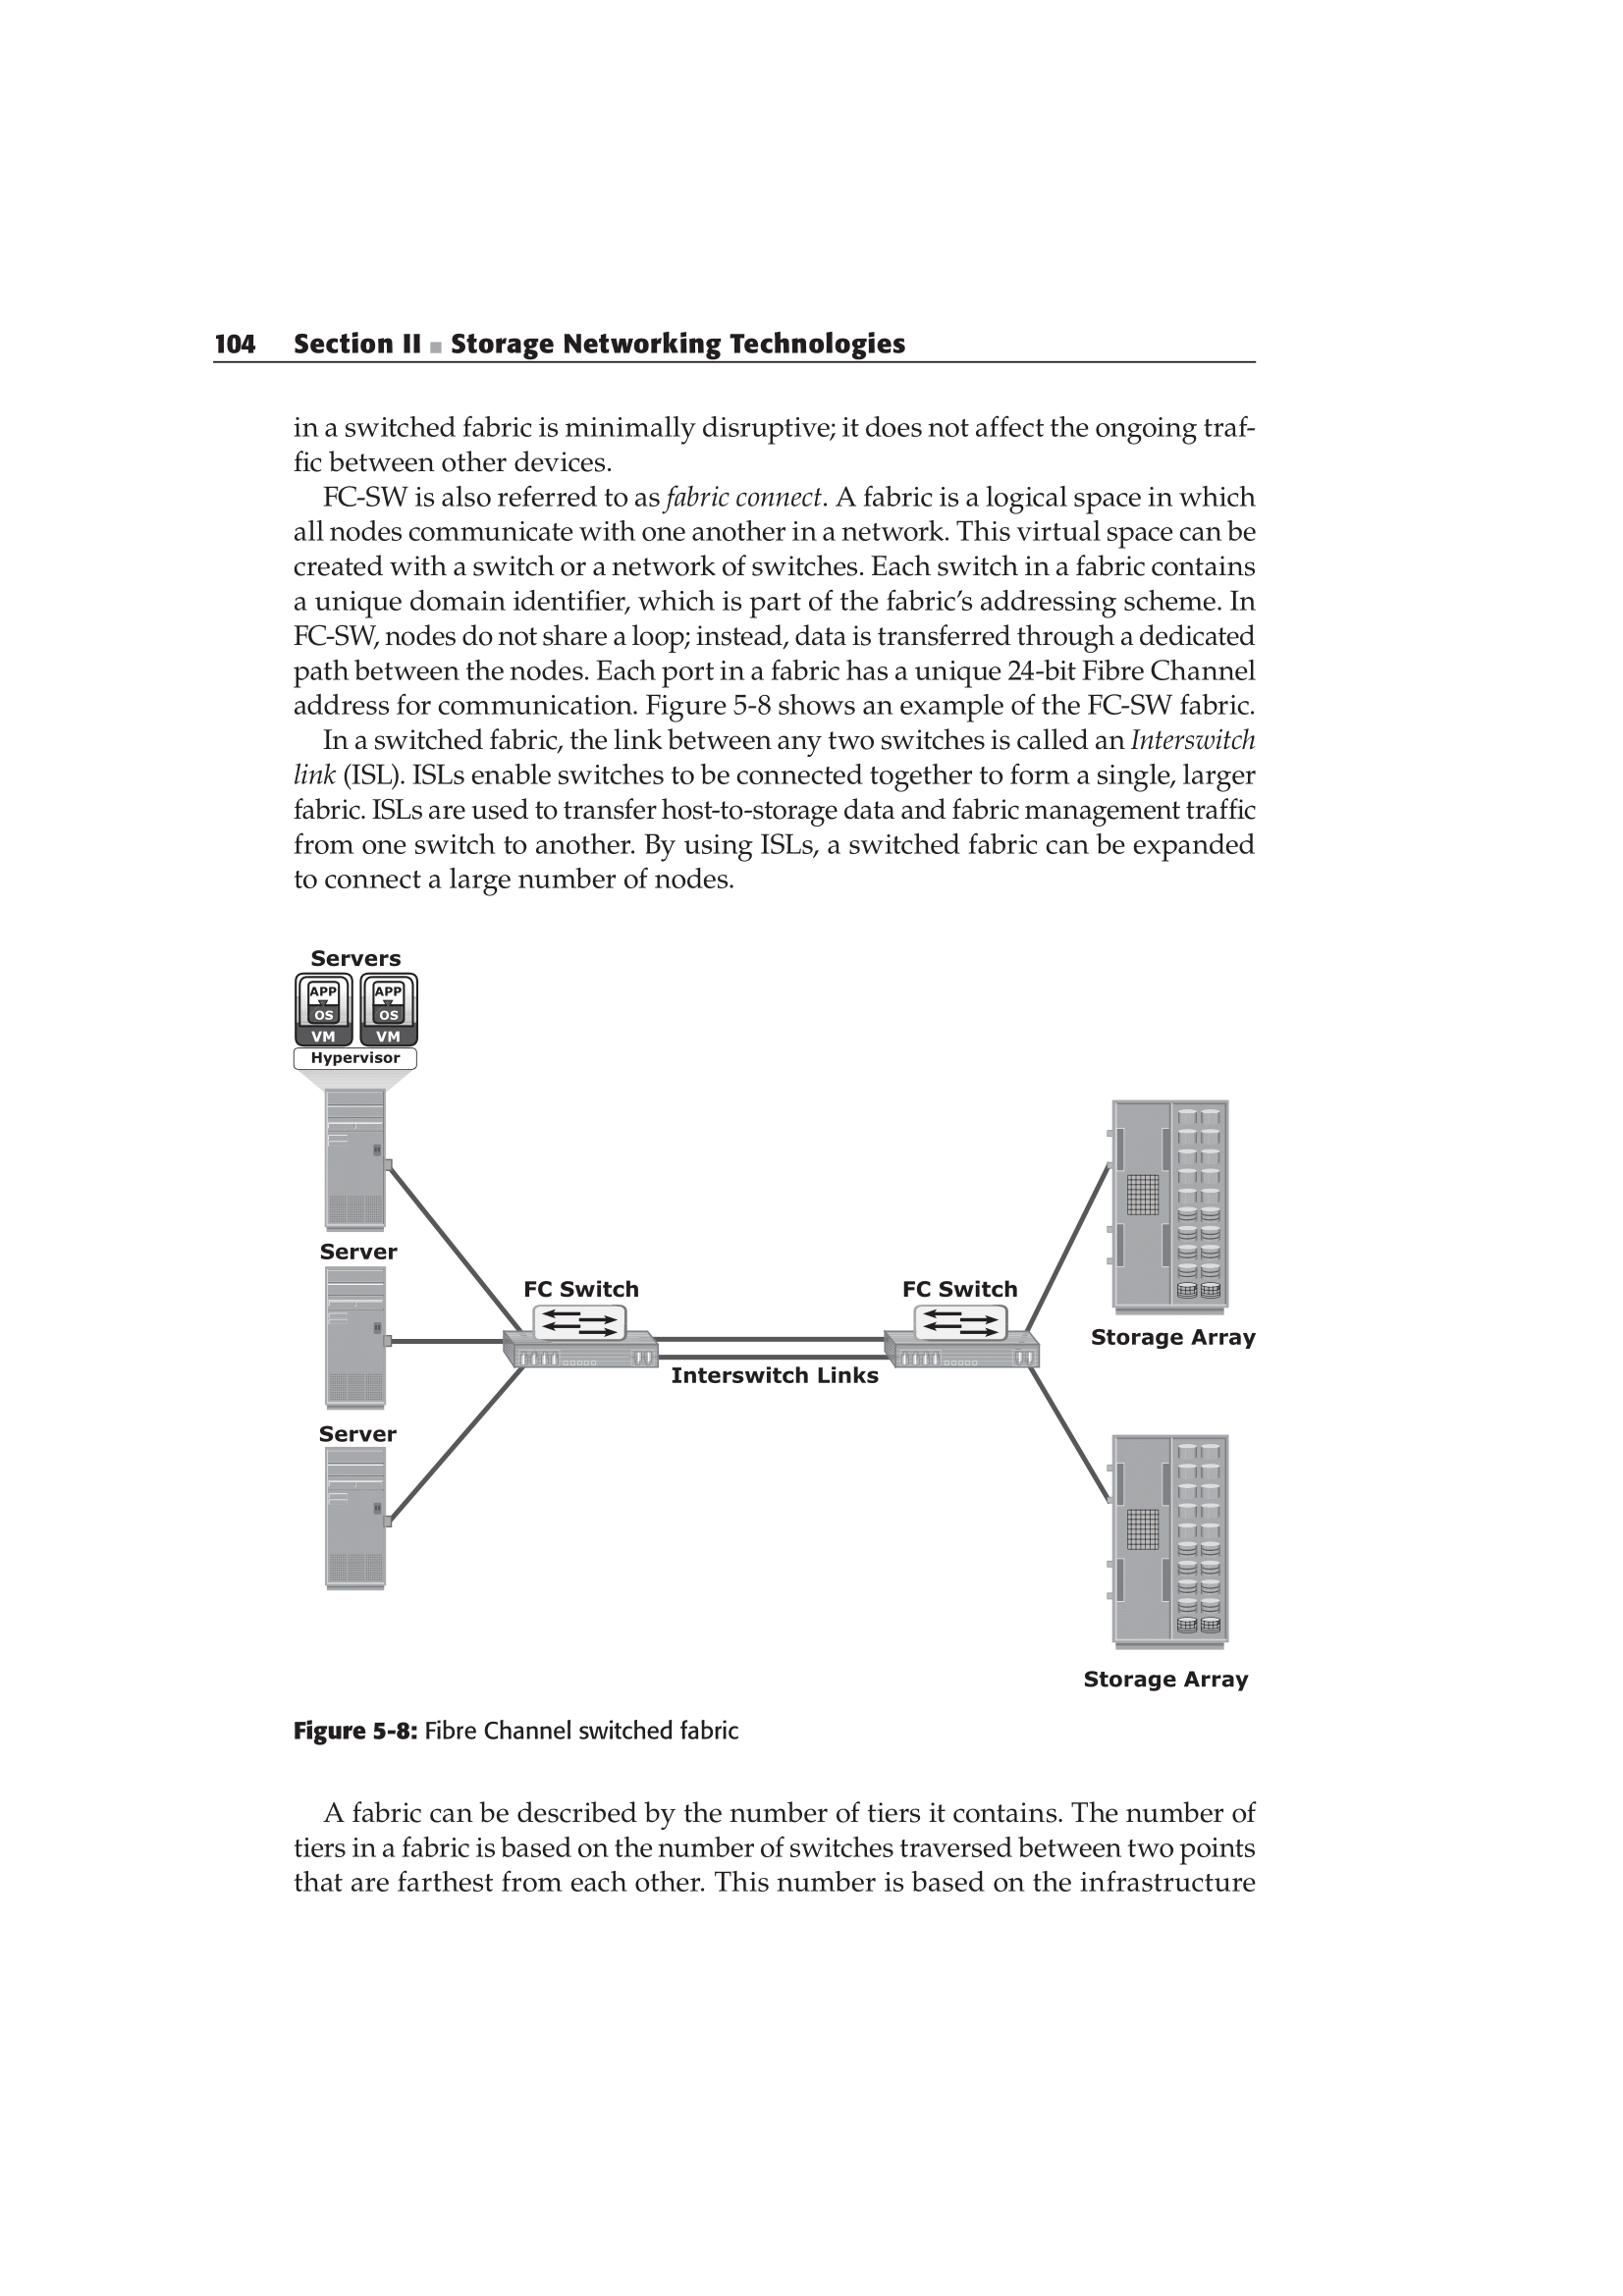 104 Section II ■ Storage Networking Technologies
in a switched fabric is minimally disruptive; it does not affect the ongoing traf-
fic between other devices.
FC-SW is also referred to as fabric connect. A fabric is a logical space in which
all nodes communicate with one another in a network. This virtual space can be
created with a switch or a network of switches. Each switch in a fabric contains
a unique domain identifier, which is part of the fabric’s addressing scheme. In
FC-SW, nodes do not share a loop; instead, data is transferred through a dedicated
path between the nodes. Each port in a fabric has a unique 24-bit Fibre Channel
address for communication. Figure 5-8 shows an example of the FC-SW fabric.
In a switched fabric, the link between any two switches is called an Interswitch
link (ISL). ISLs enable switches to be connected together to form a single, larger
fabric. ISLs are used to transfer host-to-storage data and fabric management traffic
from one switch to another. By using ISLs, a switched fabric can be expanded
to connect a large number of nodes.
Servers
APP APP
OS OS
VM VM
Hypervisor
Server
FC Switch FC Switch
Storage Array
Interswitch Links
Server
Storage Array
Figure 5-8: Fibre Channel switched fabric
A fabric can be described by the number of tiers it contains. The number of
tiers in a fabric is based on the number of switches traversed between two points
that are farthest from each other. This number is based on the infrastructure